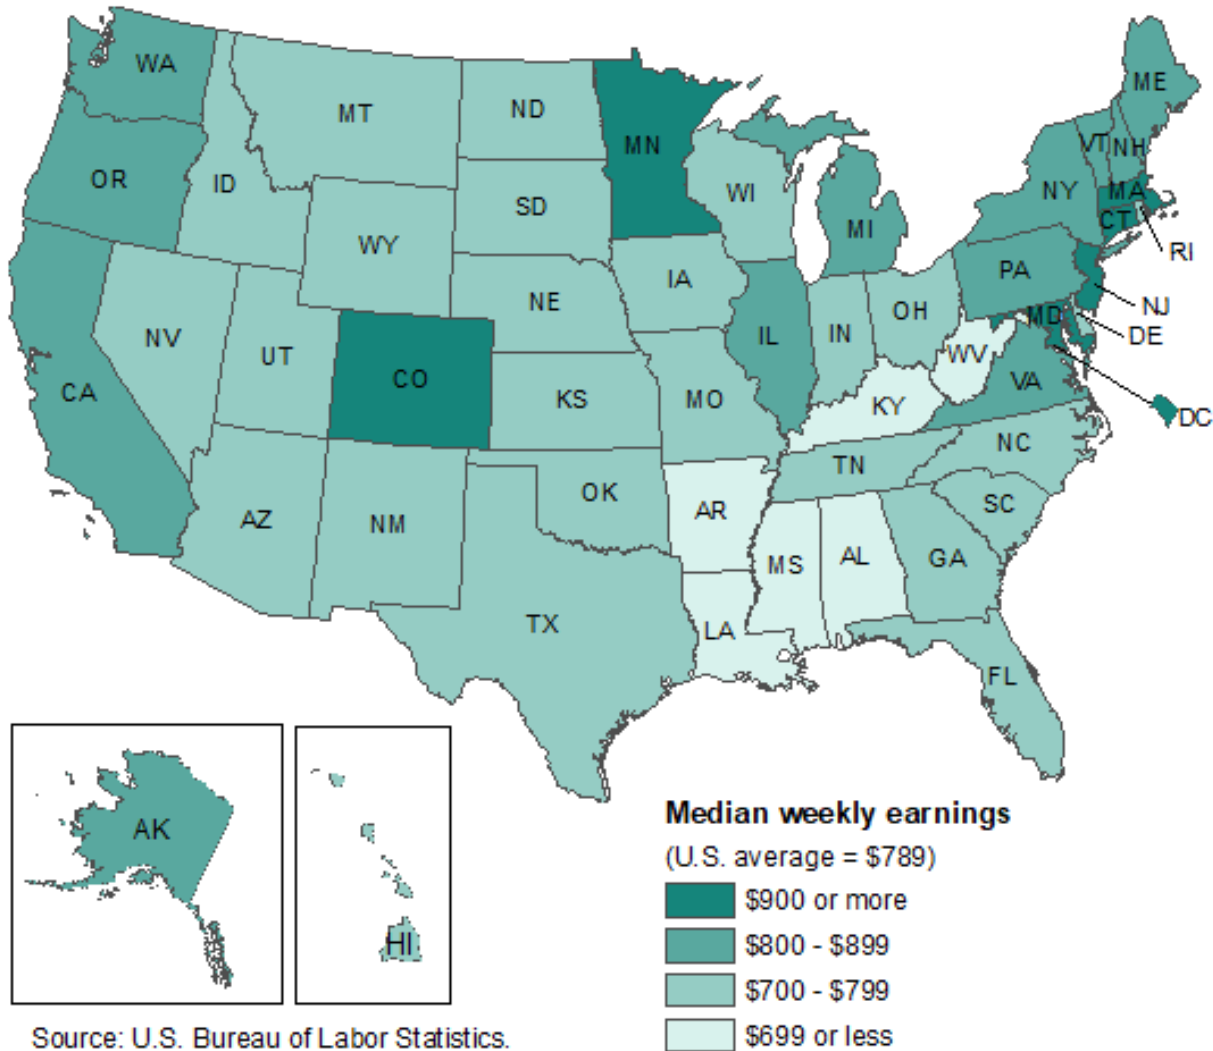 WA
MT
ND
MN
ME
OR
ID
SD
WI
MI
NY
VT
NH
MA
CT
RI
WY
IA
PA
NJ
NE
OH
MD
DE
NV
UT
CO
IL
IN
WV
VA
DC
CA
KS
MO
KY
NC
TN
AZ
NM
OK
AR
SC
MS
AL
GA
TX
LA
FL
AK
HI
Median weekly earnings
(U.S. average = $789)
$900 or more
$800 - $899
$700 - $799
$699 or less
Source: U.S. Bureau of Labor Statistics.